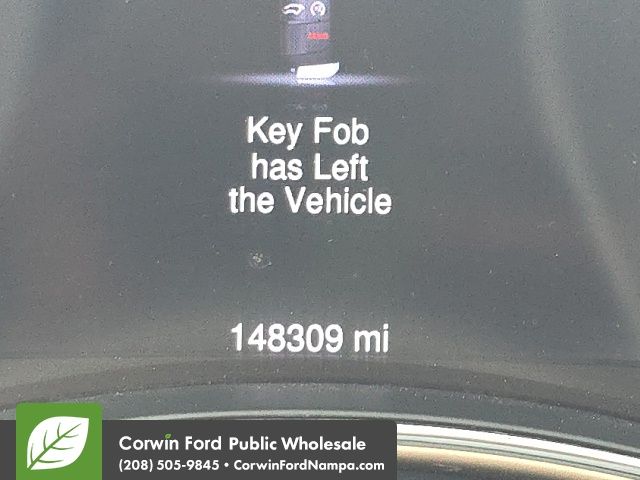 Key Fob
has Left
the Vehicle
148309 mi
Corwin Ford Public Wholesale
(208) 505-9845 • CorwinFordNampa.com